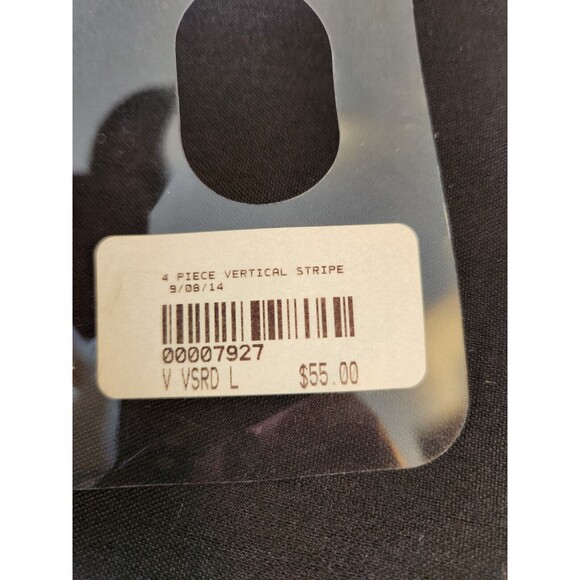 4 PIECE VERTICAL STRIPE
9/08/14
00007927
V VSRD L $55.00